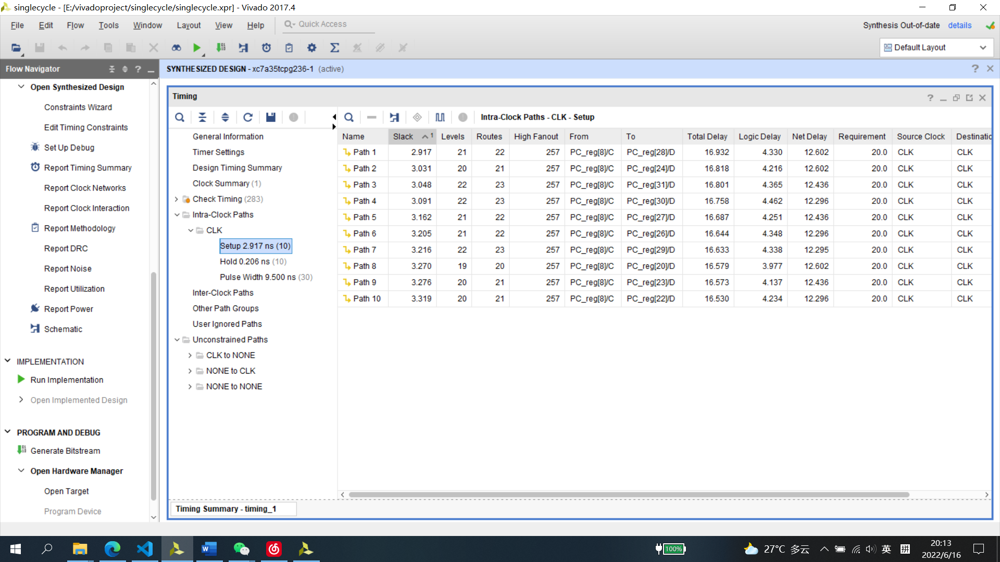 singlecycle - [E:/vivadoproject/singlecycle/singlecycle.xpr] - Vivado 2017.4
File Edit Flow Tools Window Layout View Help Quick Access
Synthesis Out-of-date details
Default Layout
Flow Navigator
SYNTHESIZED DESIGN - xc7a35tcpg236-1 (active)
Open Synthesized Design
Constraints Wizard
Edit Timing Constraints
Set Up Debug
Report Timing Summary
Report Clock Networks
Report Clock Interaction
Report Methodology
Report DRC
Report Noise
Report Utilization
Report Power
Schematic
IMPLEMENTATION
Run Implementation
Open Implemented Design
PROGRAM AND DEBUG
Generate Bitstream
Open Hardware Manager
Open Target
Program Device
Timing
General Information
Timer Settings
Design Timing Summary
Clock Summary (1)
Check Timing (283)
Intra-Clock Paths
CLK
Setup 2.917 ns (10)
Hold 0.206 ns (10)
Pulse Width 9.500 ns (30)
Inter-Clock Paths
Other Path Groups
User Ignored Paths
Unconstrained Paths
CLK to NONE
NONE to CLK
NONE to NONE
Intra-Clock Paths - CLK - Setup
Name Slack 1 Levels Routes High Fanout From To Total Delay Logic Delay Net Delay Requirement Source Clock Destinatio
Path 1 2.917 21 22 257 PC_reg[8]/C PC_reg[28]/D 16.932 4.330 12.602 20.0 CLK CLK
Path 2 3.031 20 21 257 PC_reg[8]/C PC_reg[24]/D 16.818 4.216 12.602 20.0 CLK CLK
Path 3 3.048 22 23 257 PC_reg[8]/C PC_reg[31]/D 16.801 4.365 12.436 20.0 CLK CLK
Path 4 3.091 22 23 257 PC_reg[8]/C PC_reg[30]/D 16.758 4.462 12.296 20.0 CLK CLK
Path 5 3.162 21 22 257 PC_reg[8]/C PC_reg[27]/D 16.687 4.251 12.436 20.0 CLK CLK
Path 6 3.205 21 22 257 PC_reg[8]/C PC_reg[26]/D 16.644 4.348 12.296 20.0 CLK CLK
Path 7 3.216 22 23 257 PC_reg[8]/C PC_reg[29]/D 16.633 4.338 12.295 20.0 CLK CLK
Path 8 3.270 19 20 257 PC_reg[8]/C PC_reg[20]/D 16.579 3.977 12.602 20.0 CLK CLK
Path 9 3.276 20 21 257 PC_reg[8]/C PC_reg[23]/D 16.573 4.137 12.436 20.0 CLK CLK
Path 10 3.319 20 21 257 PC_reg[8]/C PC_reg[22]/D 16.530 4.234 12.296 20.0 CLK CLK
Timing Summary - timing_1
100%
27°C 多云
英
拼
20:13
2022/6/16